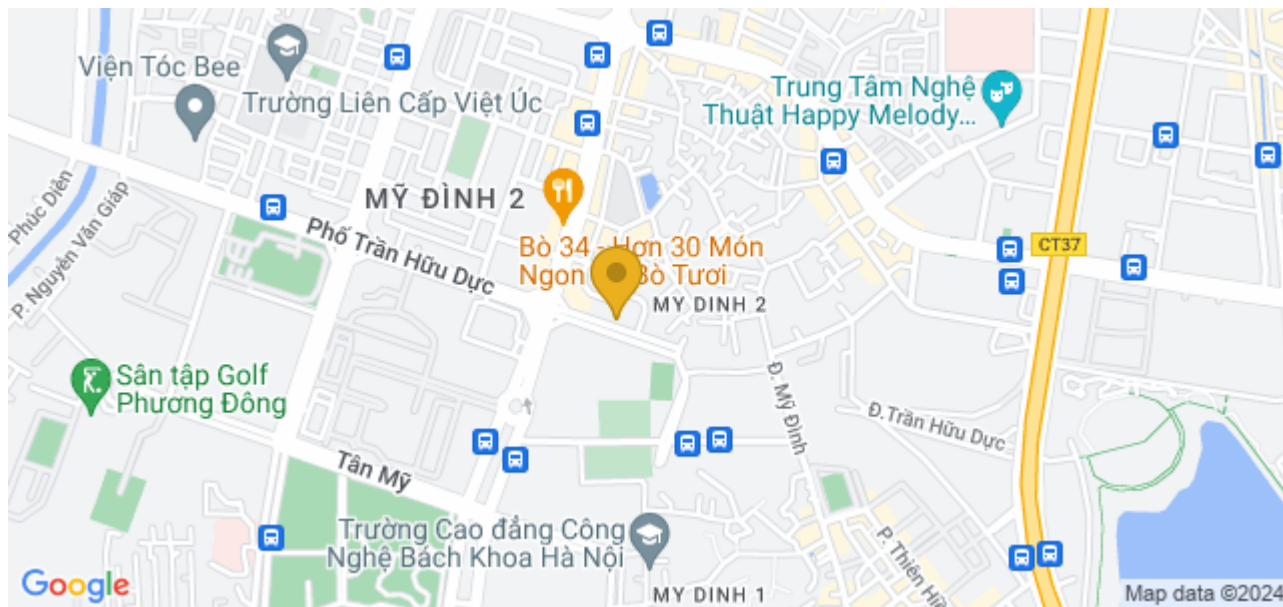 Viện Tóc Bee
Trường Liên Cấp Việt Úc
Trung Tâm Nghệ
Thuật Happy Melody...
Phúc Diễn
P. Nguyễn Văn Giáp
MỸ ĐÌNH 2
Phố Trần Hữu Dực
CT37
Bò 34 - Hơn 30 Món
Ngon Bò Tươi
MY DINH 2
Sân tập Golf
Phương Đông
Đ. Mỹ Đình
Đ.Trần Hữu Dực
Tân Mỹ
Trường Cao đẳng Công
Nghệ Bách Khoa Hà Nội
P. Thiên
MY DINH 1
Google
Map data ©2024